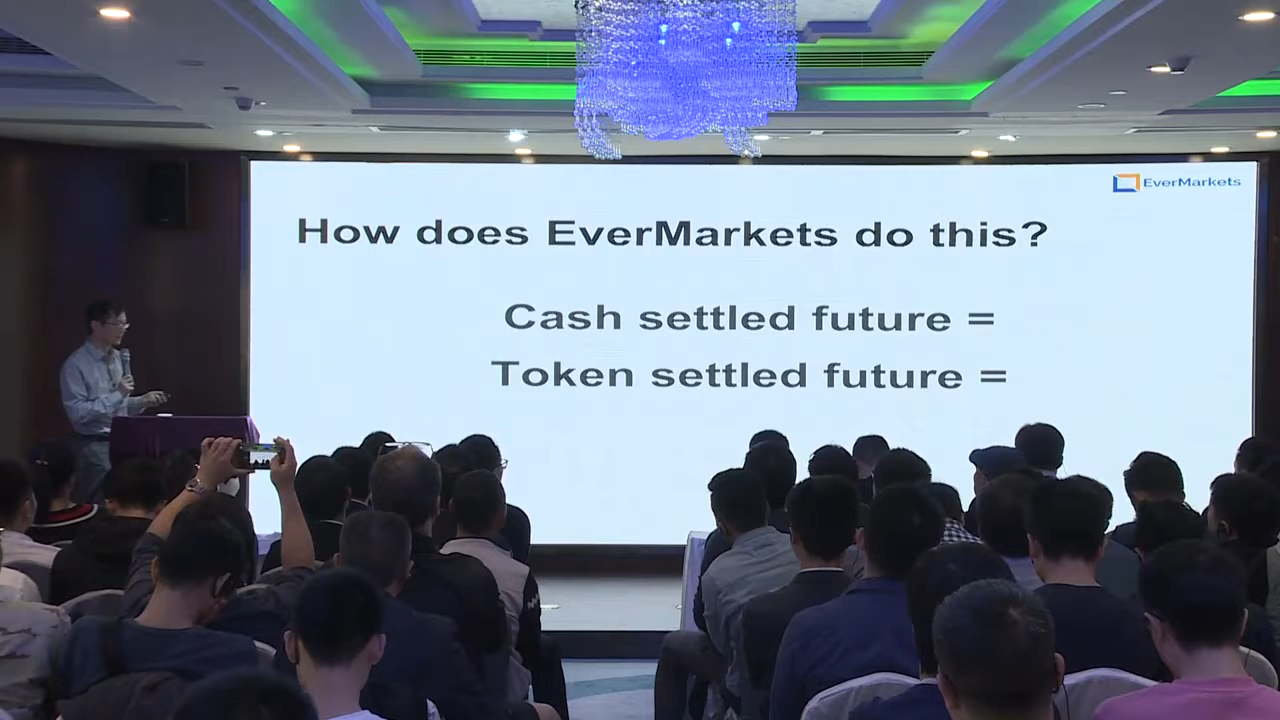 EverMarkets
How does EverMarkets do this?
Cash settled future =
Token settled future =